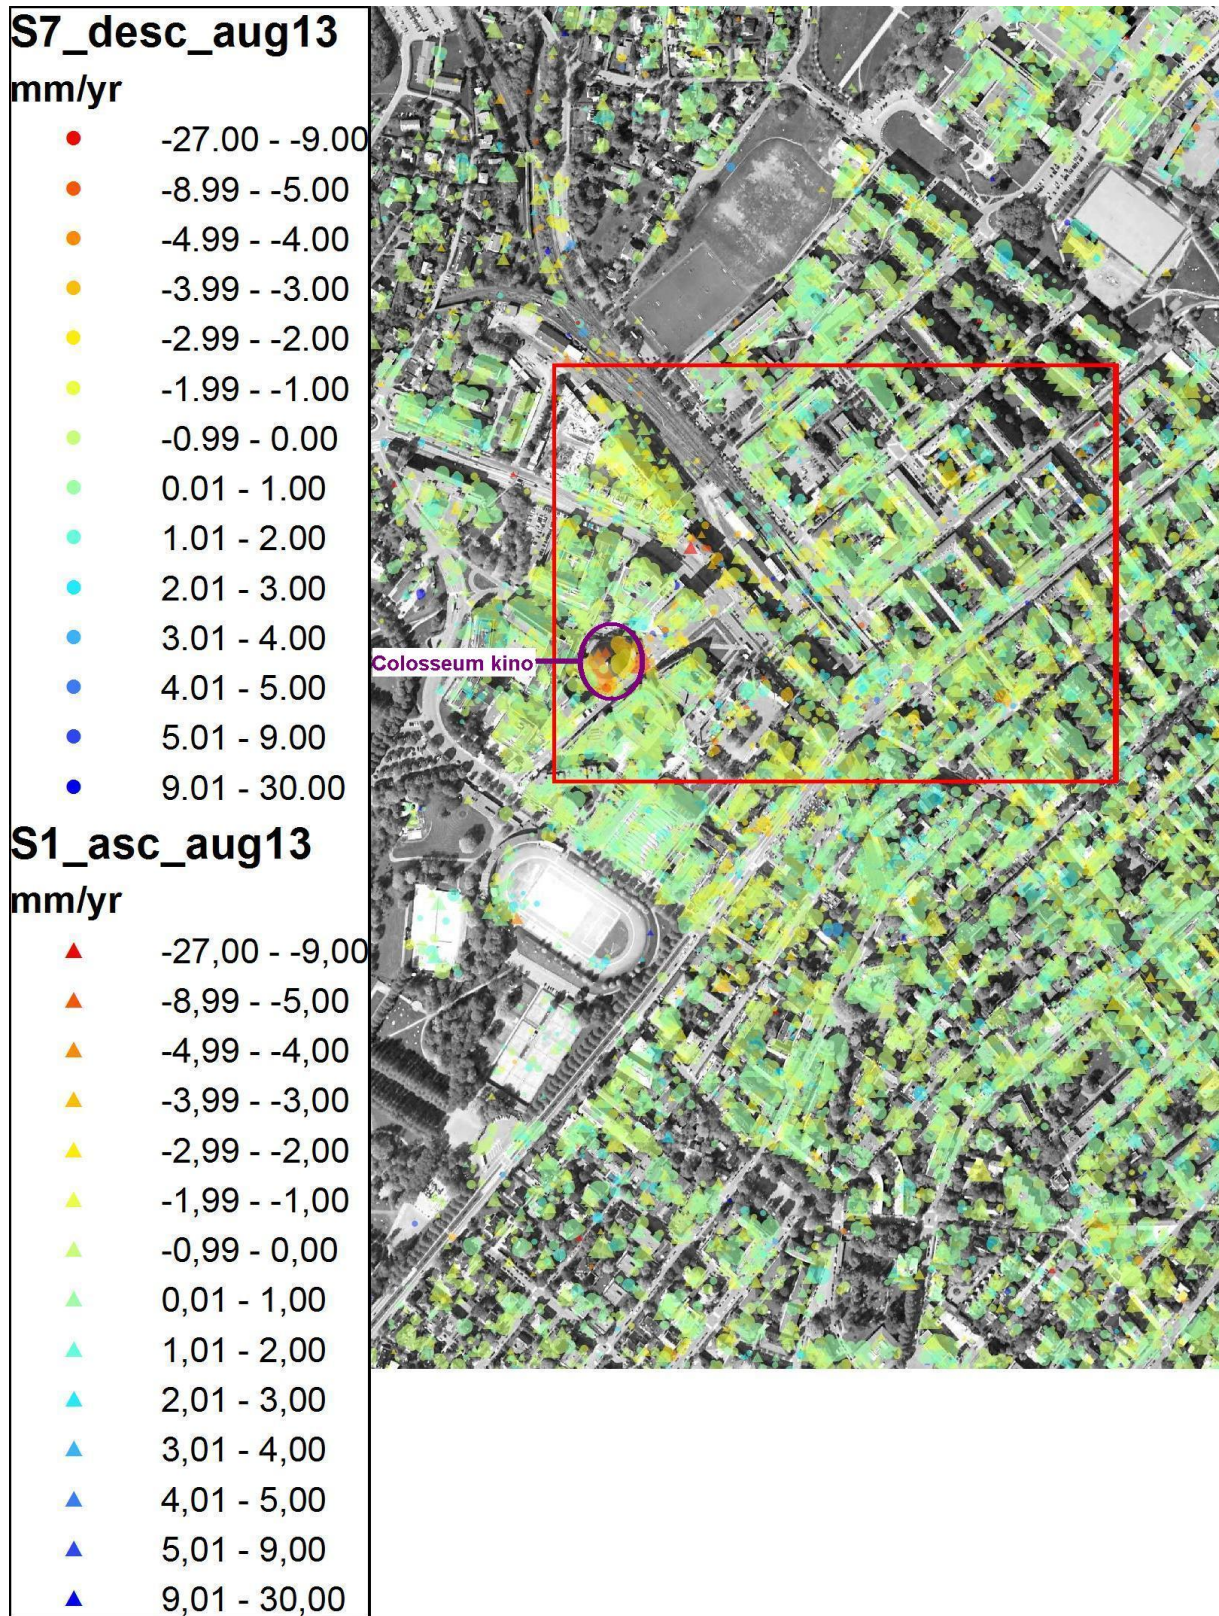 S7_desc_aug13
mm/yr
-27.00 - -9.00
-8.99 - -5.00
-4.99 - -4.00
-3.99 - -3.00
-2.99 - -2.00
-1.99 - -1.00
-0.99 - 0.00
0.01 - 1.00
1.01 - 2.00
2.01 - 3.00
3.01 - 4.00
4.01 - 5.00
5.01 - 9.00
9.01 - 30.00
S1_asc_aug13
mm/yr
-27,00 - -9,00
-8,99 - -5,00
-4,99 - -4,00
-3,99 - -3,00
-2,99 - -2,00
-1,99 - -1,00
-0,99 - 0,00
0,01 - 1,00
1,01 - 2,00
2,01 - 3,00
3,01 - 4,00
4,01 - 5,00
5,01 - 9,00
9,01 - 30,00
Colosseum kino